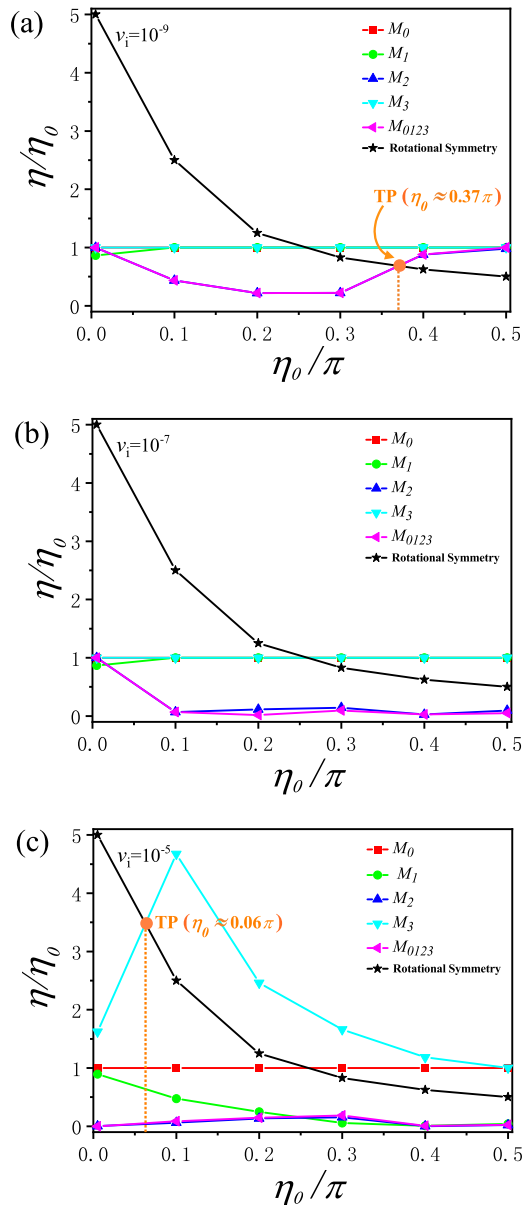 (a)
v_i=10^-9
M_0
M_1
M_2
M_3
M_0123
Rotational Symmetry
TP (η_0 ≈0.37π)
η/η_0
5
4
3
2
1
0
0.0 0.1 0.2 0.3 0.4 0.5
η_0/π
(b)
v_i=10^-7
M_0
M_1
M_2
M_3
M_0123
Rotational Symmetry
η/η_0
5
4
3
2
1
0
0.0 0.1 0.2 0.3 0.4 0.5
η_0/π
(c)
v_i=10^-5
M_0
M_1
M_2
M_3
M_0123
Rotational Symmetry
TP (η_0 ≈0.06π)
η/η_0
5
4
3
2
1
0
0.0 0.1 0.2 0.3 0.4 0.5
η_0/π